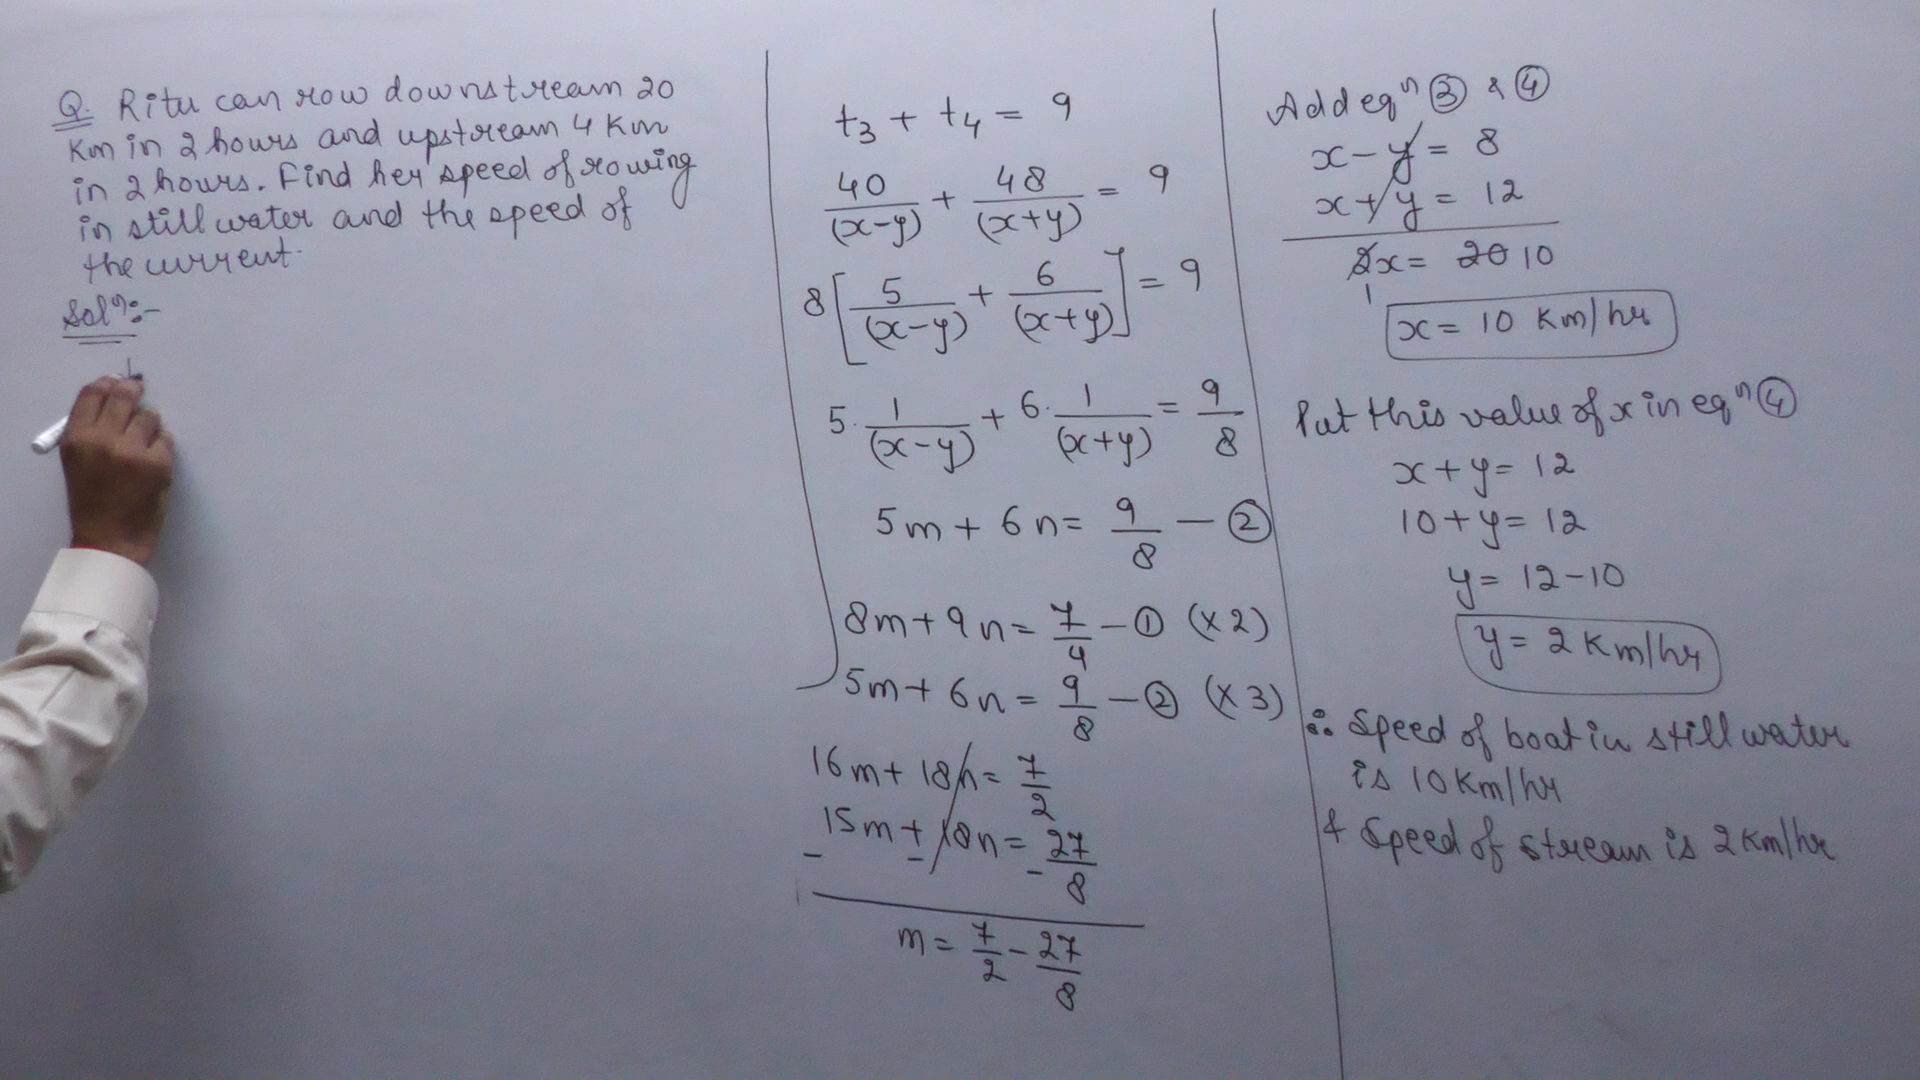 Q. Ritu can row downstream 20
Km in 2 hours and upstream 4 Km
in 2 hours. Find her speed of rowing
in still water and the speed of
the current.
Solⁿ:-
t₃ + t₄ = 9
40/(x-y) + 48/(x+y) = 9
8[5/(x-y) + 6/(x+y)] = 9
5. 1/(x-y) + 6. 1/(x+y) = 9/8
5m + 6n = 9/8 - ②
8m + 9n = 7/4 - ① (×2)
5m + 6n = 9/8 - ② (×3)
16m + 18n = 7/2
15m + 18n = 27/8
- - -
m = 7/2 - 27/8
Add eqⁿ ③ & ④
x - y = 8
x + y = 12
2x = 20 10
1
x = 10 Km/hr
Put this value of x in eqⁿ ④
x + y = 12
10 + y = 12
y = 12 - 10
y = 2 Km/hr
∴ Speed of boat in still water
is 10 Km/hr
& Speed of stream is 2 Km/hr